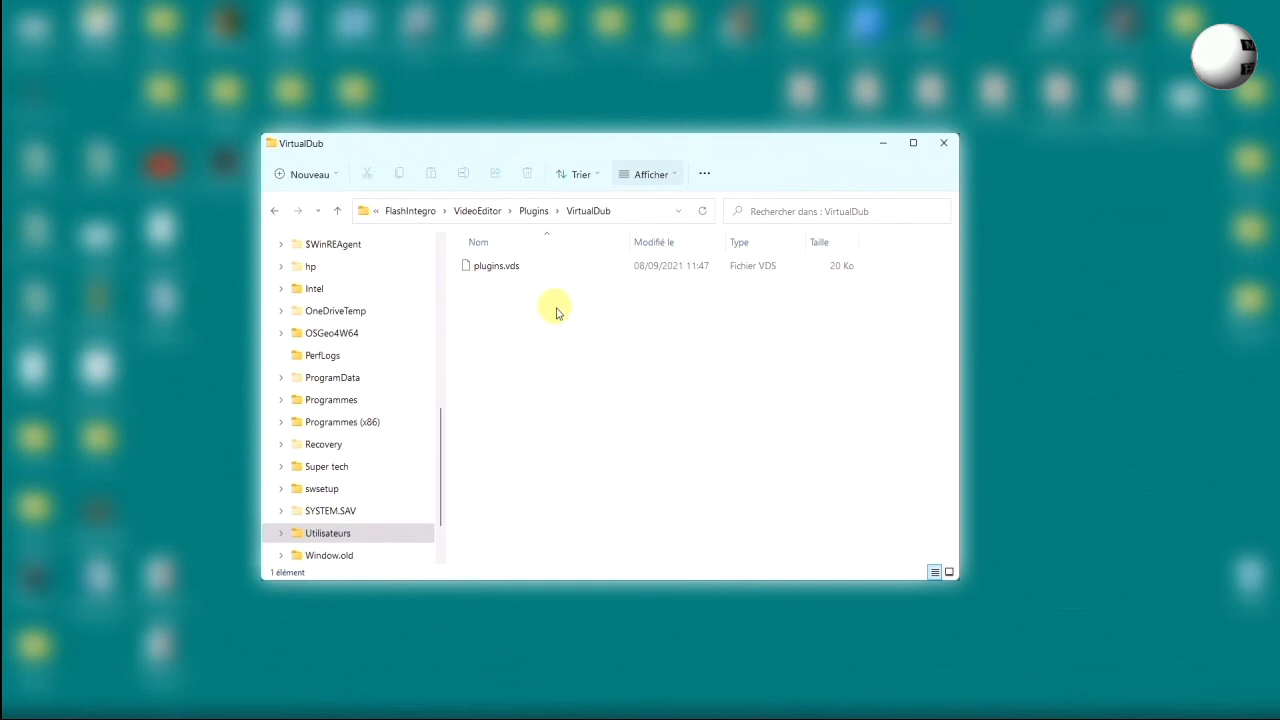 VirtualDub
Nouveau
Trier
Afficher
« FlashIntegro › VideoEditor › Plugins › VirtualDub
Rechercher dans : VirtualDub
Nom Modifié le Type Taille
plugins.vds 08/09/2021 11:47 Fichier VDS 20 Ko
$WinREAgent
hp
Intel
OneDriveTemp
OSGeo4W64
PerfLogs
ProgramData
Programmes
Programmes (x86)
Recovery
Super tech
swsetup
SYSTEM.SAV
Utilisateurs
Window.old
1 élément